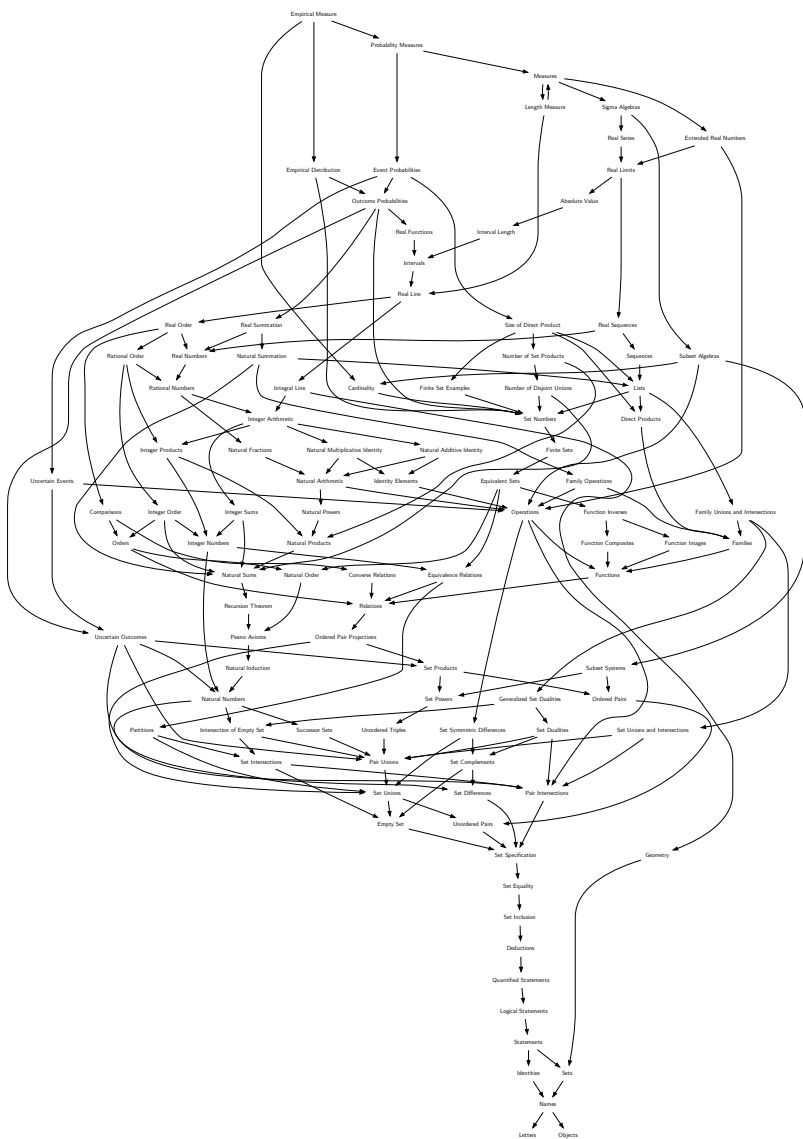 Empirical Measure
Probability Measures
Measures
Length Measure
Sigma Algebras
Real Series
Extended Real Numbers
Empirical Distribution
Event Probabilities
Real Limits
Outcome Probabilities
Absolute Value
Real Functions
Interval Length
Intervals
Real Line
Real Order
Real Summation
Size of Direct Product
Real Sequences
Rational Order
Real Numbers
Natural Summation
Number of Set Products
Sequences
Subset Algebras
Rational Numbers
Integral Line
Cardinality
Finite Set Examples
Number of Disjoint Unions
Lists
Integer Arithmetic
Set Numbers
Direct Products
Integer Products
Natural Fractions
Natural Multiplicative Identity
Natural Additive Identity
Finite Sets
Uncertain Events
Natural Arithmetic
Identity Elements
Equivalent Sets
Family Operations
Comparisons
Integer Order
Integer Sums
Natural Powers
Operations
Function Inverses
Family Unions and Intersections
Orders
Integer Numbers
Natural Products
Function Composites
Function Images
Families
Natural Sums
Natural Order
Converse Relations
Equivalence Relations
Functions
Recursion Theorem
Relations
Uncertain Outcomes
Peano Axioms
Ordered Pair Projections
Natural Induction
Set Products
Subset Systems
Natural Numbers
Set Powers
Generalized Set Dualities
Ordered Pairs
Partitions
Intersection of Empty Set
Successor Sets
Unordered Triples
Set Symmetric Differences
Set Dualities
Set Unions and Intersections
Set Intersections
Pair Unions
Set Complements
Set Unions
Set Differences
Pair Intersections
Empty Set
Unordered Pairs
Set Specification
Geometry
Set Equality
Set Inclusion
Deductions
Quantified Statements
Logical Statements
Statements
Identities
Sets
Names
Letters
Objects